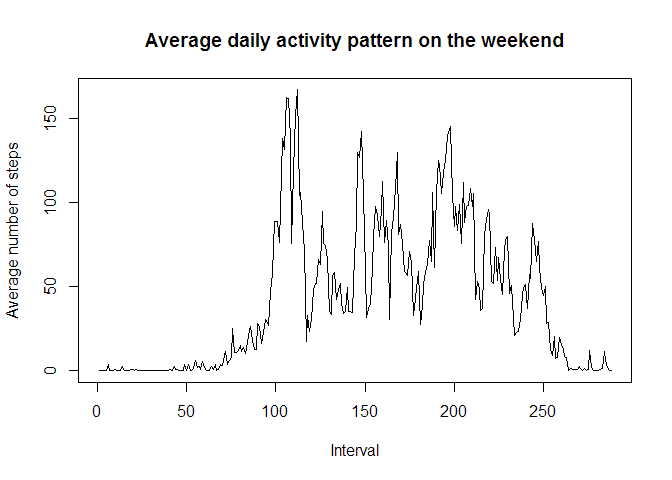 Average daily activity pattern on the weekend
Average number of steps
150
100
50
0
0 50 100 150 200 250
Interval